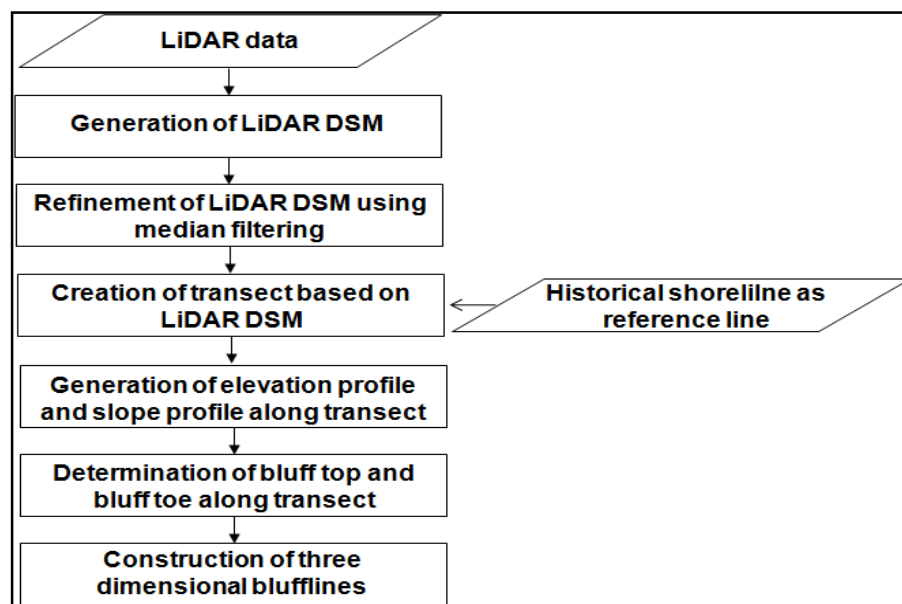 LiDAR data
Generation of LiDAR DSM
Refinement of LiDAR DSM using
median filtering
Creation of transect based on
LiDAR DSM
Historical shorelilne as
reference line
Generation of elevation profile
and slope profile along transect
Determination of bluff top and
bluff toe along transect
Construction of three
dimensional blufflines